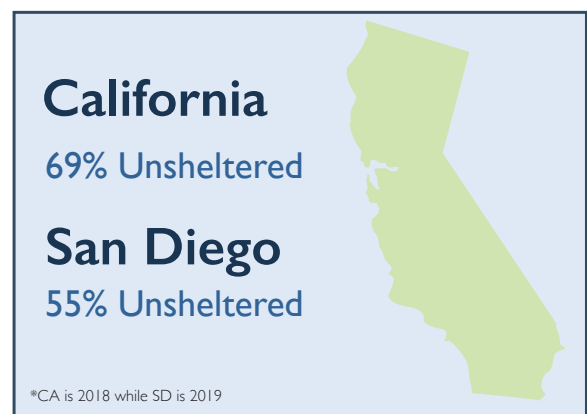 California
69% Unsheltered
San Diego
55% Unsheltered
*CA is 2018 while SD is 2019